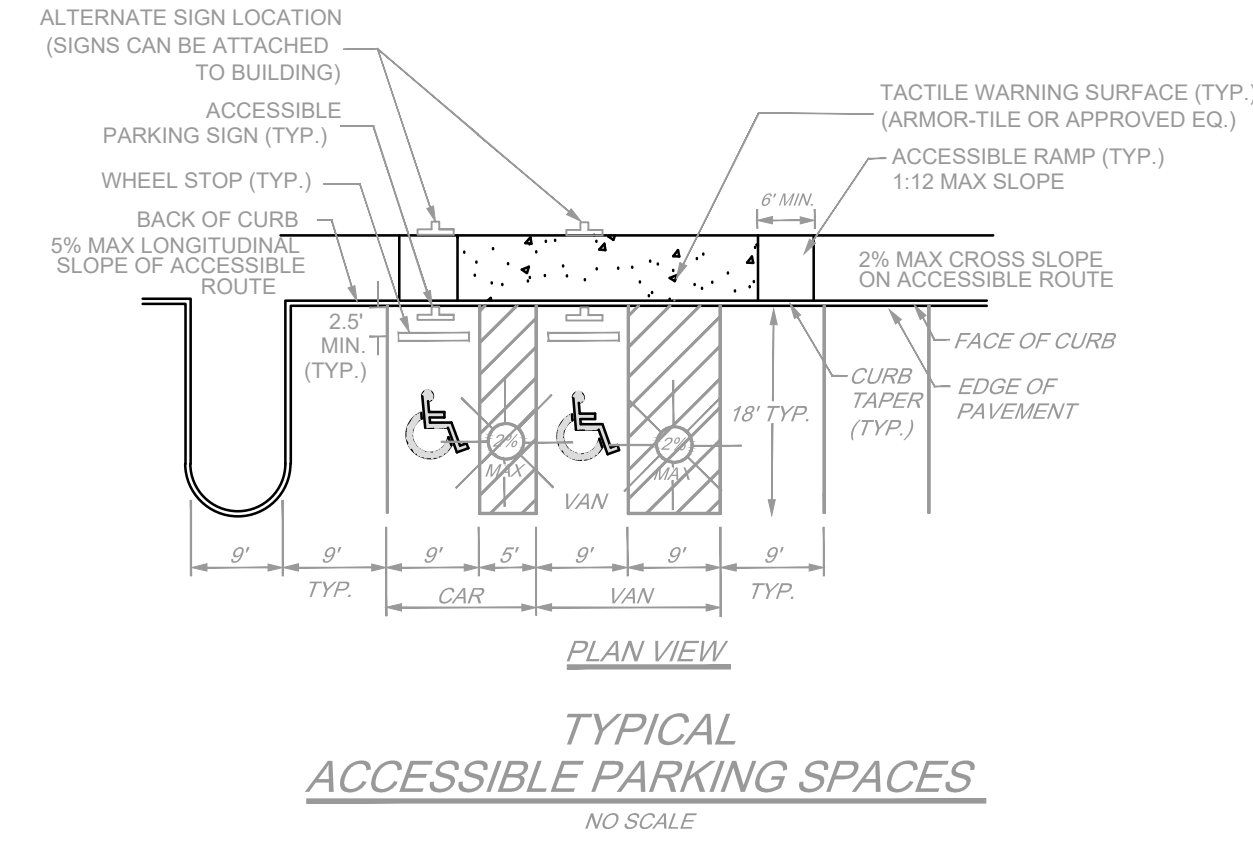 ALTERNATE SIGN LOCATION
(SIGNS CAN BE ATTACHED
TO BUILDING)
ACCESSIBLE
PARKING SIGN (TYP.)
WHEEL STOP (TYP.)
BACK OF CURB
5% MAX LONGITUDINAL
SLOPE OF ACCESSIBLE
ROUTE
TACTILE WARNING SURFACE (TYP.)
(ARMOR-TILE OR APPROVED EQ.)
ACCESSIBLE RAMP (TYP.)
1:12 MAX SLOPE
6' MIN.
2% MAX CROSS SLOPE
ON ACCESSIBLE ROUTE
2.5'
MIN.
(TYP.)
FACE OF CURB
EDGE OF
PAVEMENT
CURB
TAPER
(TYP.)
18' TYP.
2%
MAX
2%
MAX
VAN
9'
9'
9'
5'
9'
9'
9'
TYP.
CAR
VAN
TYP.
PLAN VIEW
TYPICAL
ACCESSIBLE PARKING SPACES
NO SCALE